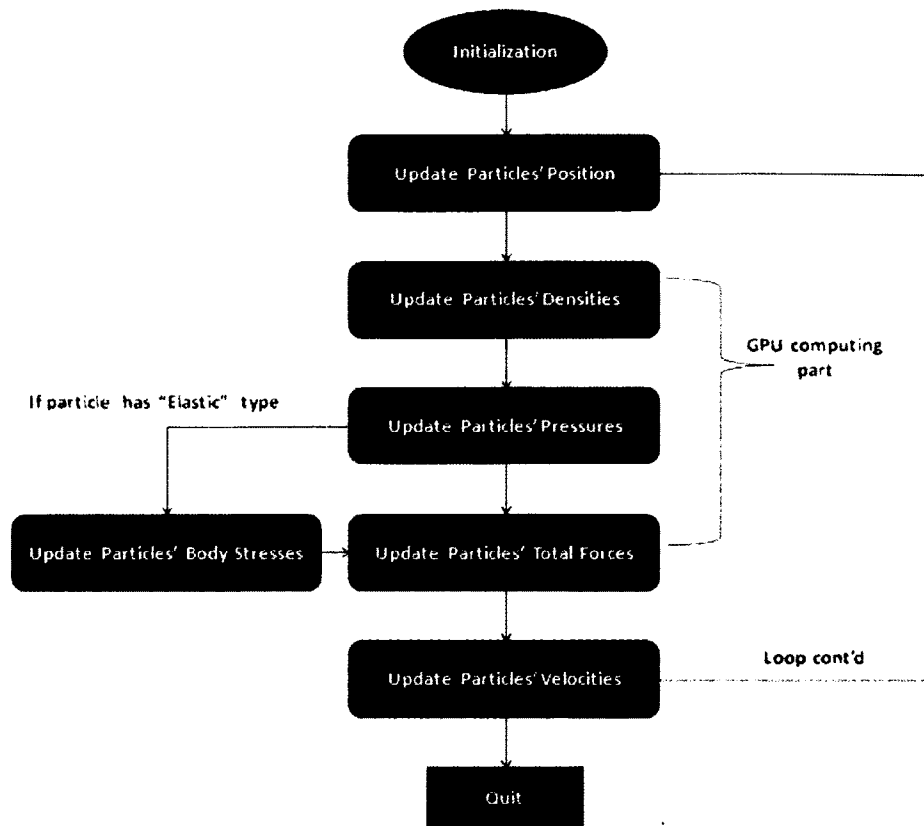 Initialization
Update Particles' Position
Update Particles' Densities
GPU computing
part
If particle has "Elastic" type
Update Particles' Pressures
Update Particles' Body Stresses
Update Particles' Total Forces
Loop cont'd
Update Particles' Velocities
Quit